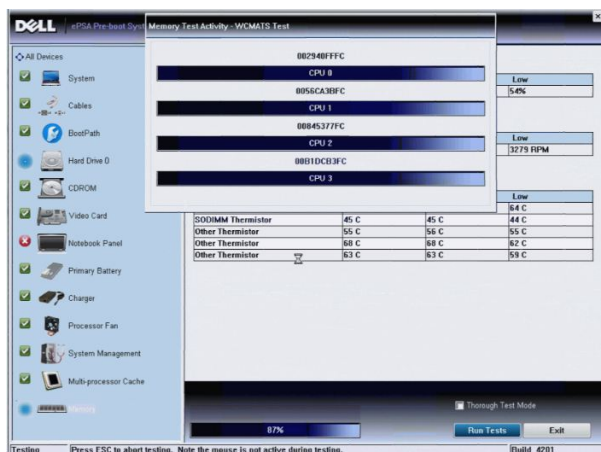 DELL
ePSA Pre-boot Syst
Memory Test Activity - WCMATS Test
002940FFFC
CPU 0
0056CA3BFC
CPU 1
00845377FC
CPU 2
00B1DCB3FC
CPU 3
All Devices
System
Cables
BootPath
Hard Drive 0
CDROM
Video Card
Notebook Panel
Primary Battery
Charger
Processor Fan
System Management
Multi-processor Cache
Memory
Low
54%
Low
3279 RPM
Low
64 C
SODIMM Thermistor 45 C 45 C 44 C
Other Thermistor 55 C 56 C 55 C
Other Thermistor 68 C 68 C 62 C
Other Thermistor 63 C 63 C 59 C
Thorough Test Mode
87%
Run Tests
Exit
Testing
Press ESC to abort testing. Note the mouse is not active during testing.
Build 4201